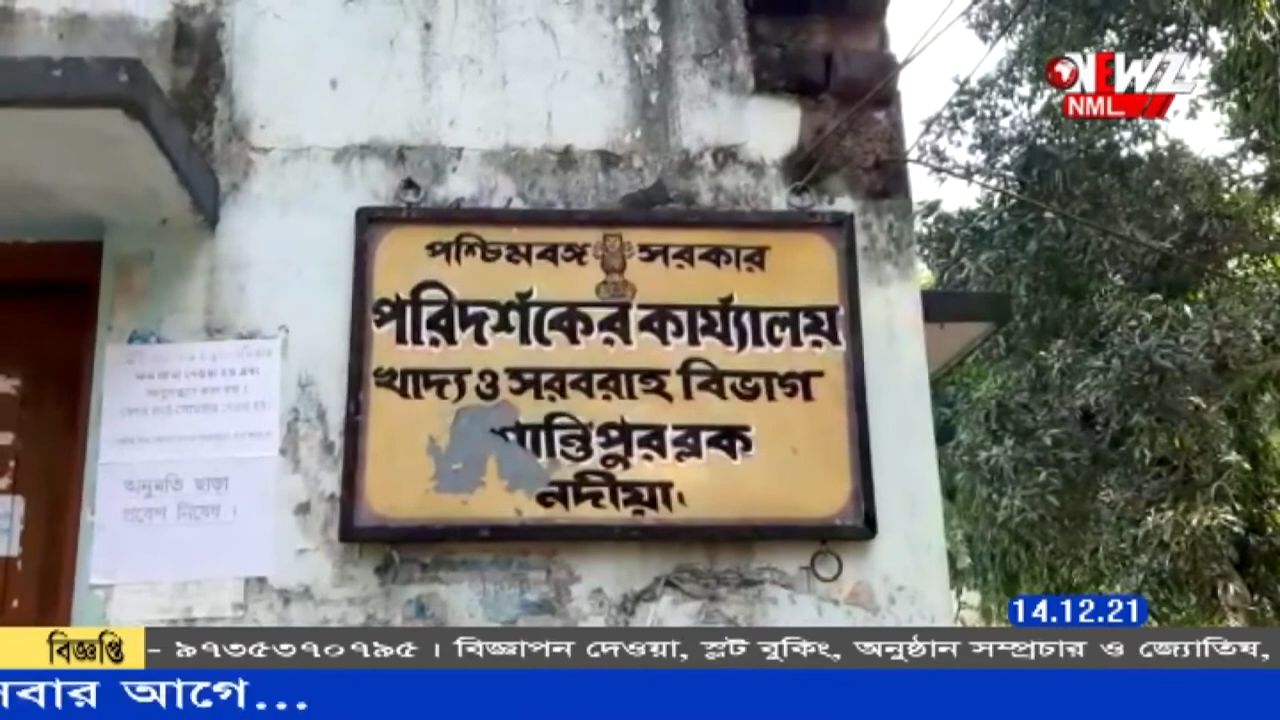 NEWZ
NML
পশ্চিমবঙ্গ সরকার
পরিদর্শকের কার্য্যালয়
খাদ্য ও সরবরাহ বিভাগ
শান্তিপুর ব্লক
নদীয়া।
অনুমতি ছাড়া
প্রবেশ নিষেধ।
14.12.21
বিজ্ঞপ্তি - ৯৭৩৫৩৭০৭৯৫ । বিজ্ঞাপন দেওয়া, স্লট বুকিং, অনুষ্ঠান সম্প্রচার ও জ্যোতিষ,
সবার আগে...